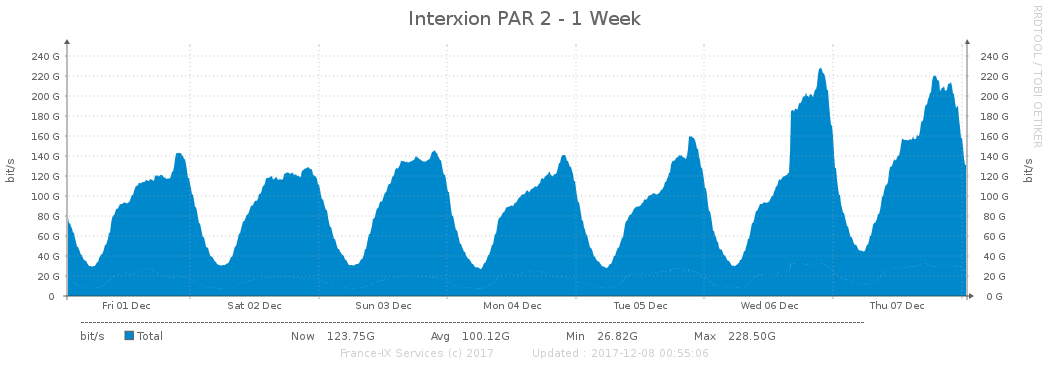 Interxion PAR 2 - 1 Week
RRDTOOL / TOBI OETIKER
bit/s
240 G 240 G
220 G 220 G
200 G 200 G
180 G 180 G
160 G 160 G
140 G 140 G
120 G 120 G
100 G 100 G
80 G 80 G
60 G 60 G
40 G 40 G
20 G 20 G
0 0 G
bit/s
Fri 01 Dec Sat 02 Dec Sun 03 Dec Mon 04 Dec Tue 05 Dec Wed 06 Dec Thu 07 Dec
bit/s Total Now 123.75G Avg 100.12G Min 26.82G Max 228.50G
France-IX Services (c) 2017 Updated : 2017-12-08 00:55:06